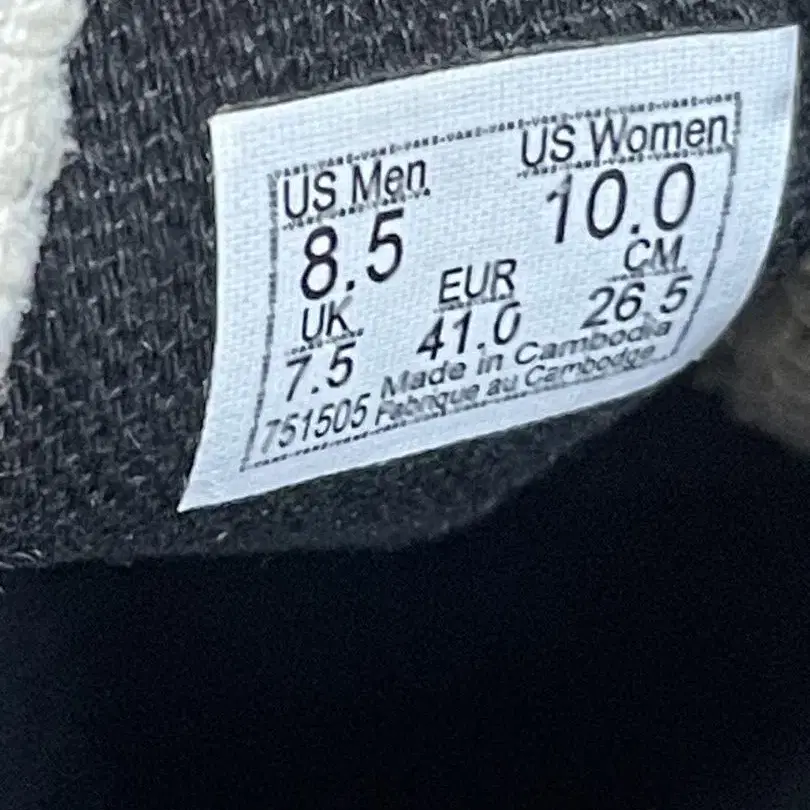 US Men US Women
8.5 10.0
UK EUR CM
7.5 41.0 26.5
Made in Cambodia
751505 Fabriqué au Cambodge